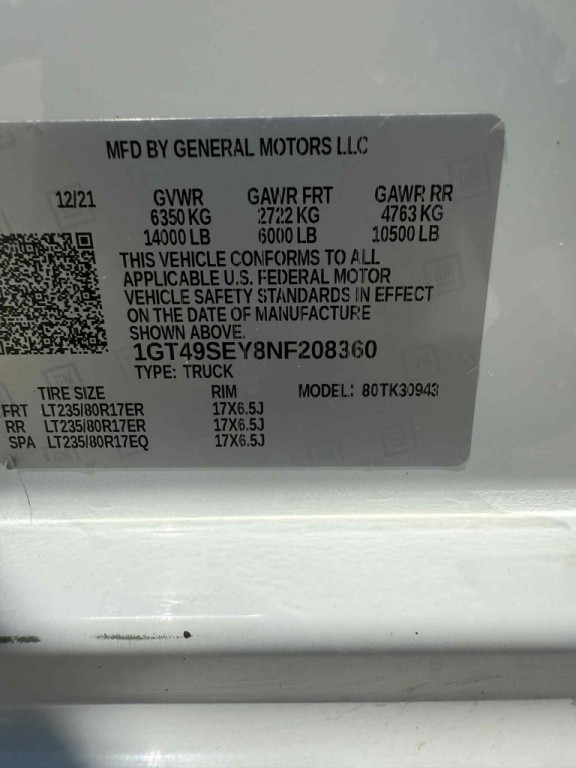 MFD BY GENERAL MOTORS LLC
12/21 GVWR GAWR FRT GAWR RR
6350 KG 2722 KG 4763 KG
14000 LB 6000 LB 10500 LB
THIS VEHICLE CONFORMS TO ALL
APPLICABLE U.S. FEDERAL MOTOR
VEHICLE SAFETY STANDARDS IN EFFECT
ON THE DATE OF MANUFACTURE
SHOWN ABOVE.
1GT49SEY8NF208360
TYPE: TRUCK
TIRE SIZE RIM MODEL: 80TK30943
FRT LT235/80R17ER 17X6.5J
RR LT235/80R17ER 17X6.5J
SPA LT235/80R17EQ 17X6.5J